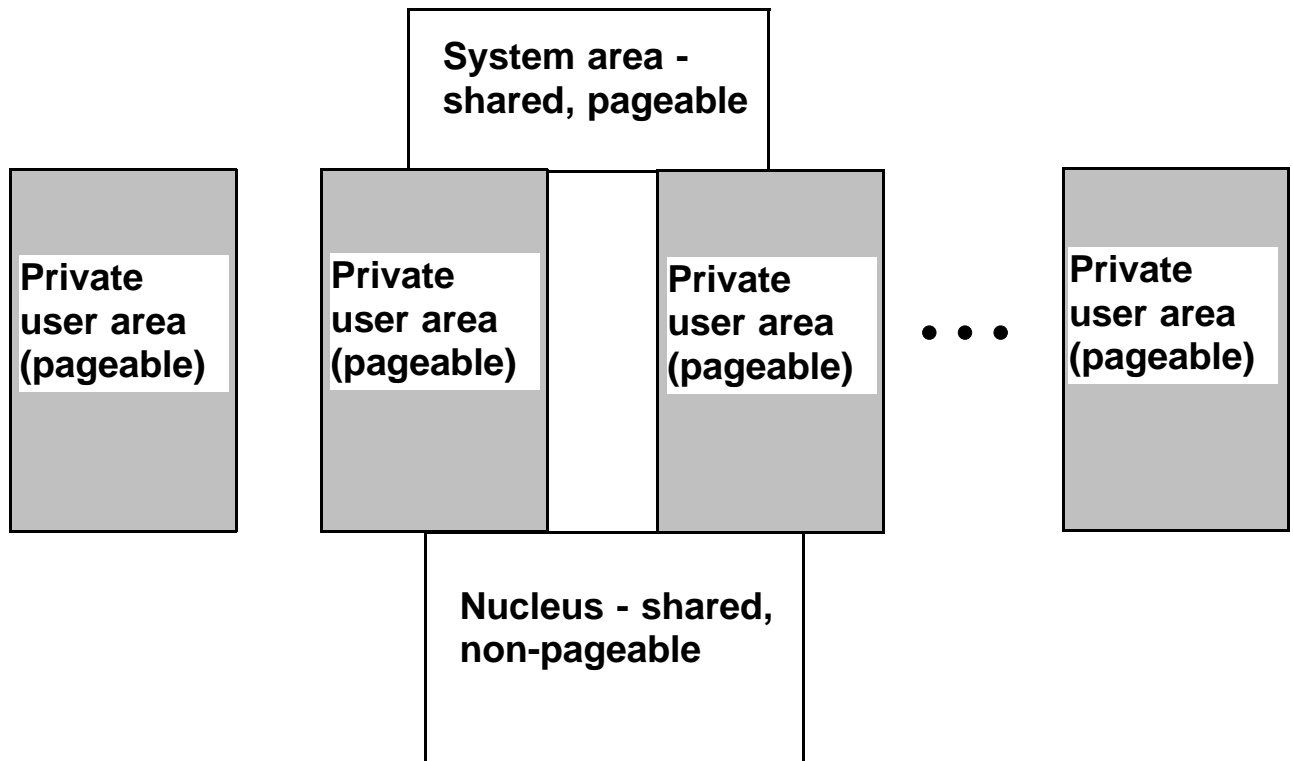 System area -
shared, pageable
Private
user area
(pageable)
Private
user area
(pageable)
Private
user area
(pageable)
Private
user area
(pageable)
Nucleus - shared,
non-pageable